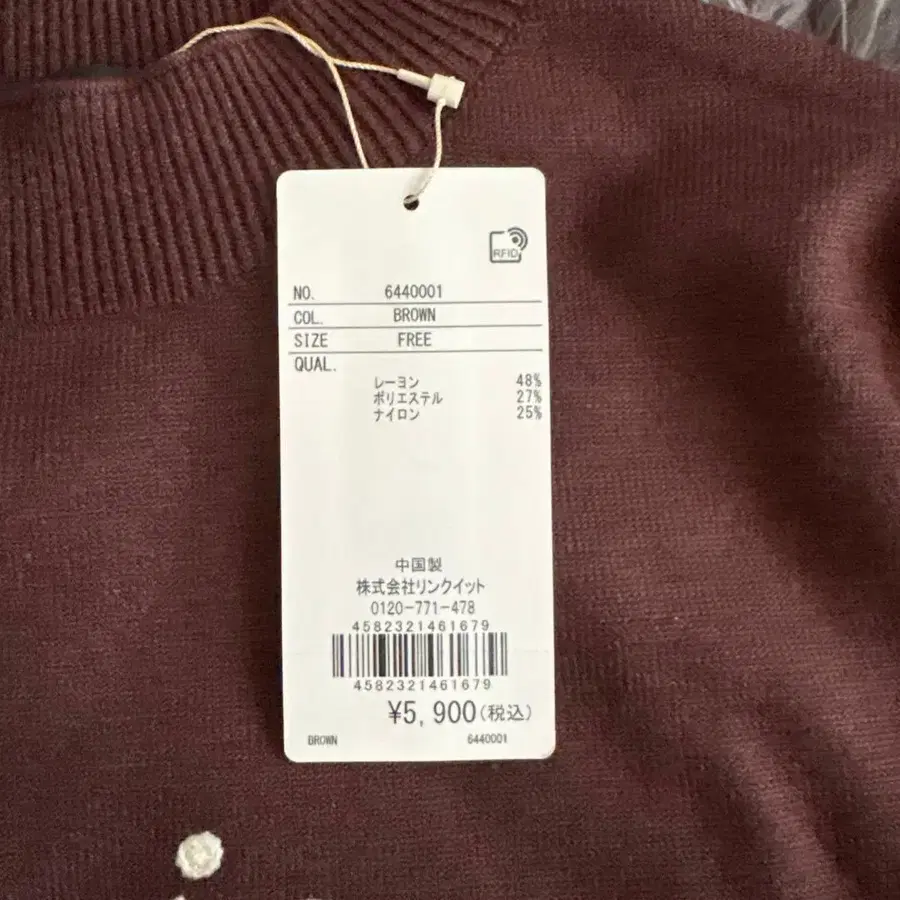 RFID
NO. 6440001
COL. BROWN
SIZE FREE
QUAL.
レーヨン 48%
ポリエステル 27%
ナイロン 25%
中国製
株式会社リンクイット
0120-771-478
4582321461679
4582321461679
¥5,900(税込)
BROWN 6440001